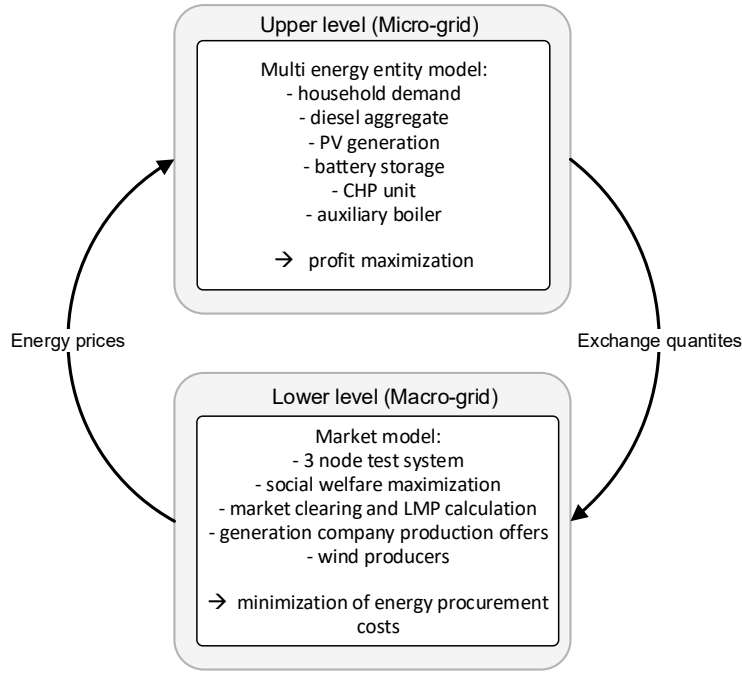 Upper level (Micro-grid)
Multi energy entity model:
- household demand
- diesel aggregate
- PV generation
- battery storage
- CHP unit
- auxiliary boiler
→ profit maximization
Energy prices
Exchange quantites
Lower level (Macro-grid)
Market model:
- 3 node test system
- social welfare maximization
- market clearing and LMP calculation
- generation company production offers
- wind producers
→ minimization of energy procurement
costs